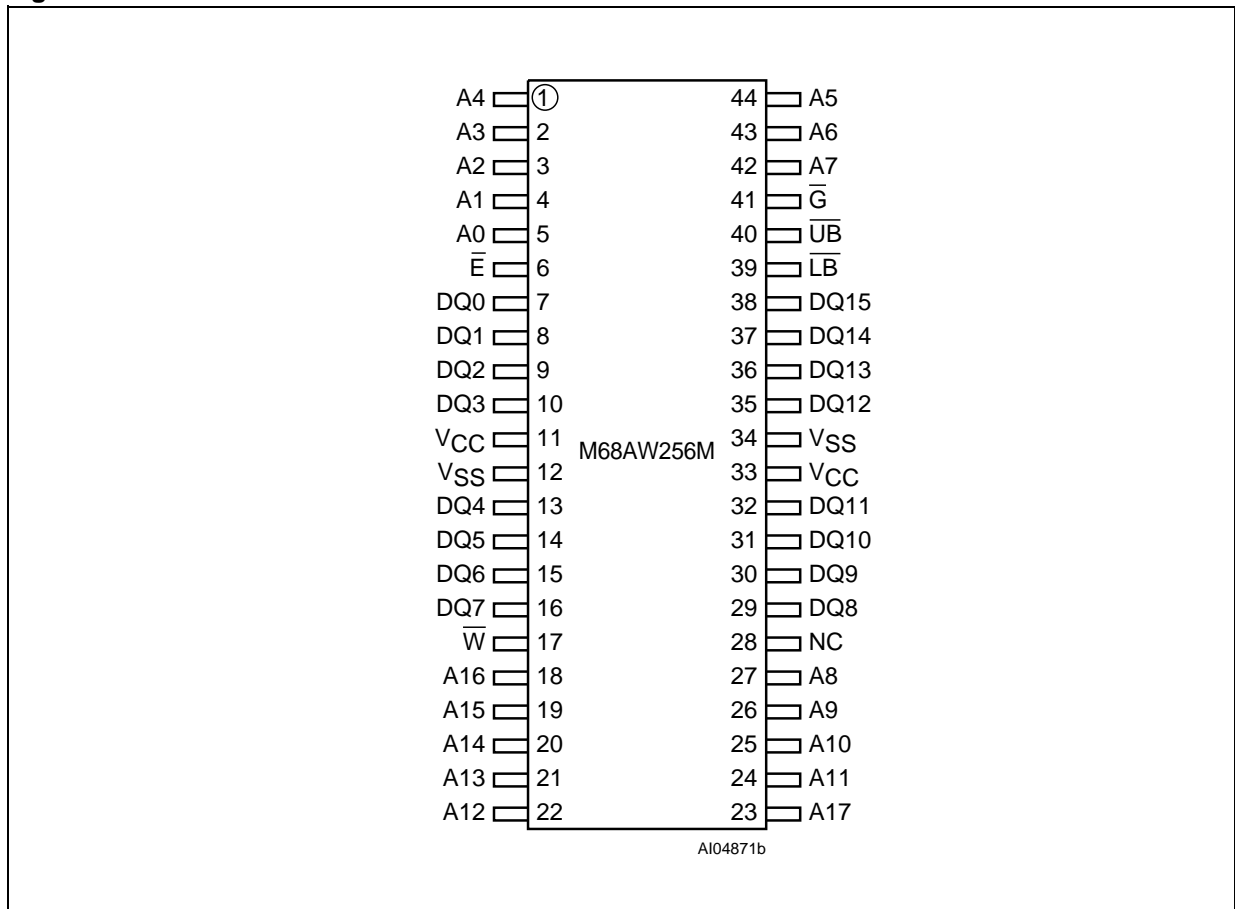 A4 1 44 A5
A3 2 43 A6
A2 3 42 A7
A1 4 41 G̅
A0 5 40 U̅B̅
E̅ 6 39 L̅B̅
DQ0 7 38 DQ15
DQ1 8 37 DQ14
DQ2 9 36 DQ13
DQ3 10 35 DQ12
VCC 11 34 VSS
M68AW256M
VSS 12 33 VCC
DQ4 13 32 DQ11
DQ5 14 31 DQ10
DQ6 15 30 DQ9
DQ7 16 29 DQ8
W̅ 17 28 NC
A16 18 27 A8
A15 19 26 A9
A14 20 25 A10
A13 21 24 A11
A12 22 23 A17
AI04871b